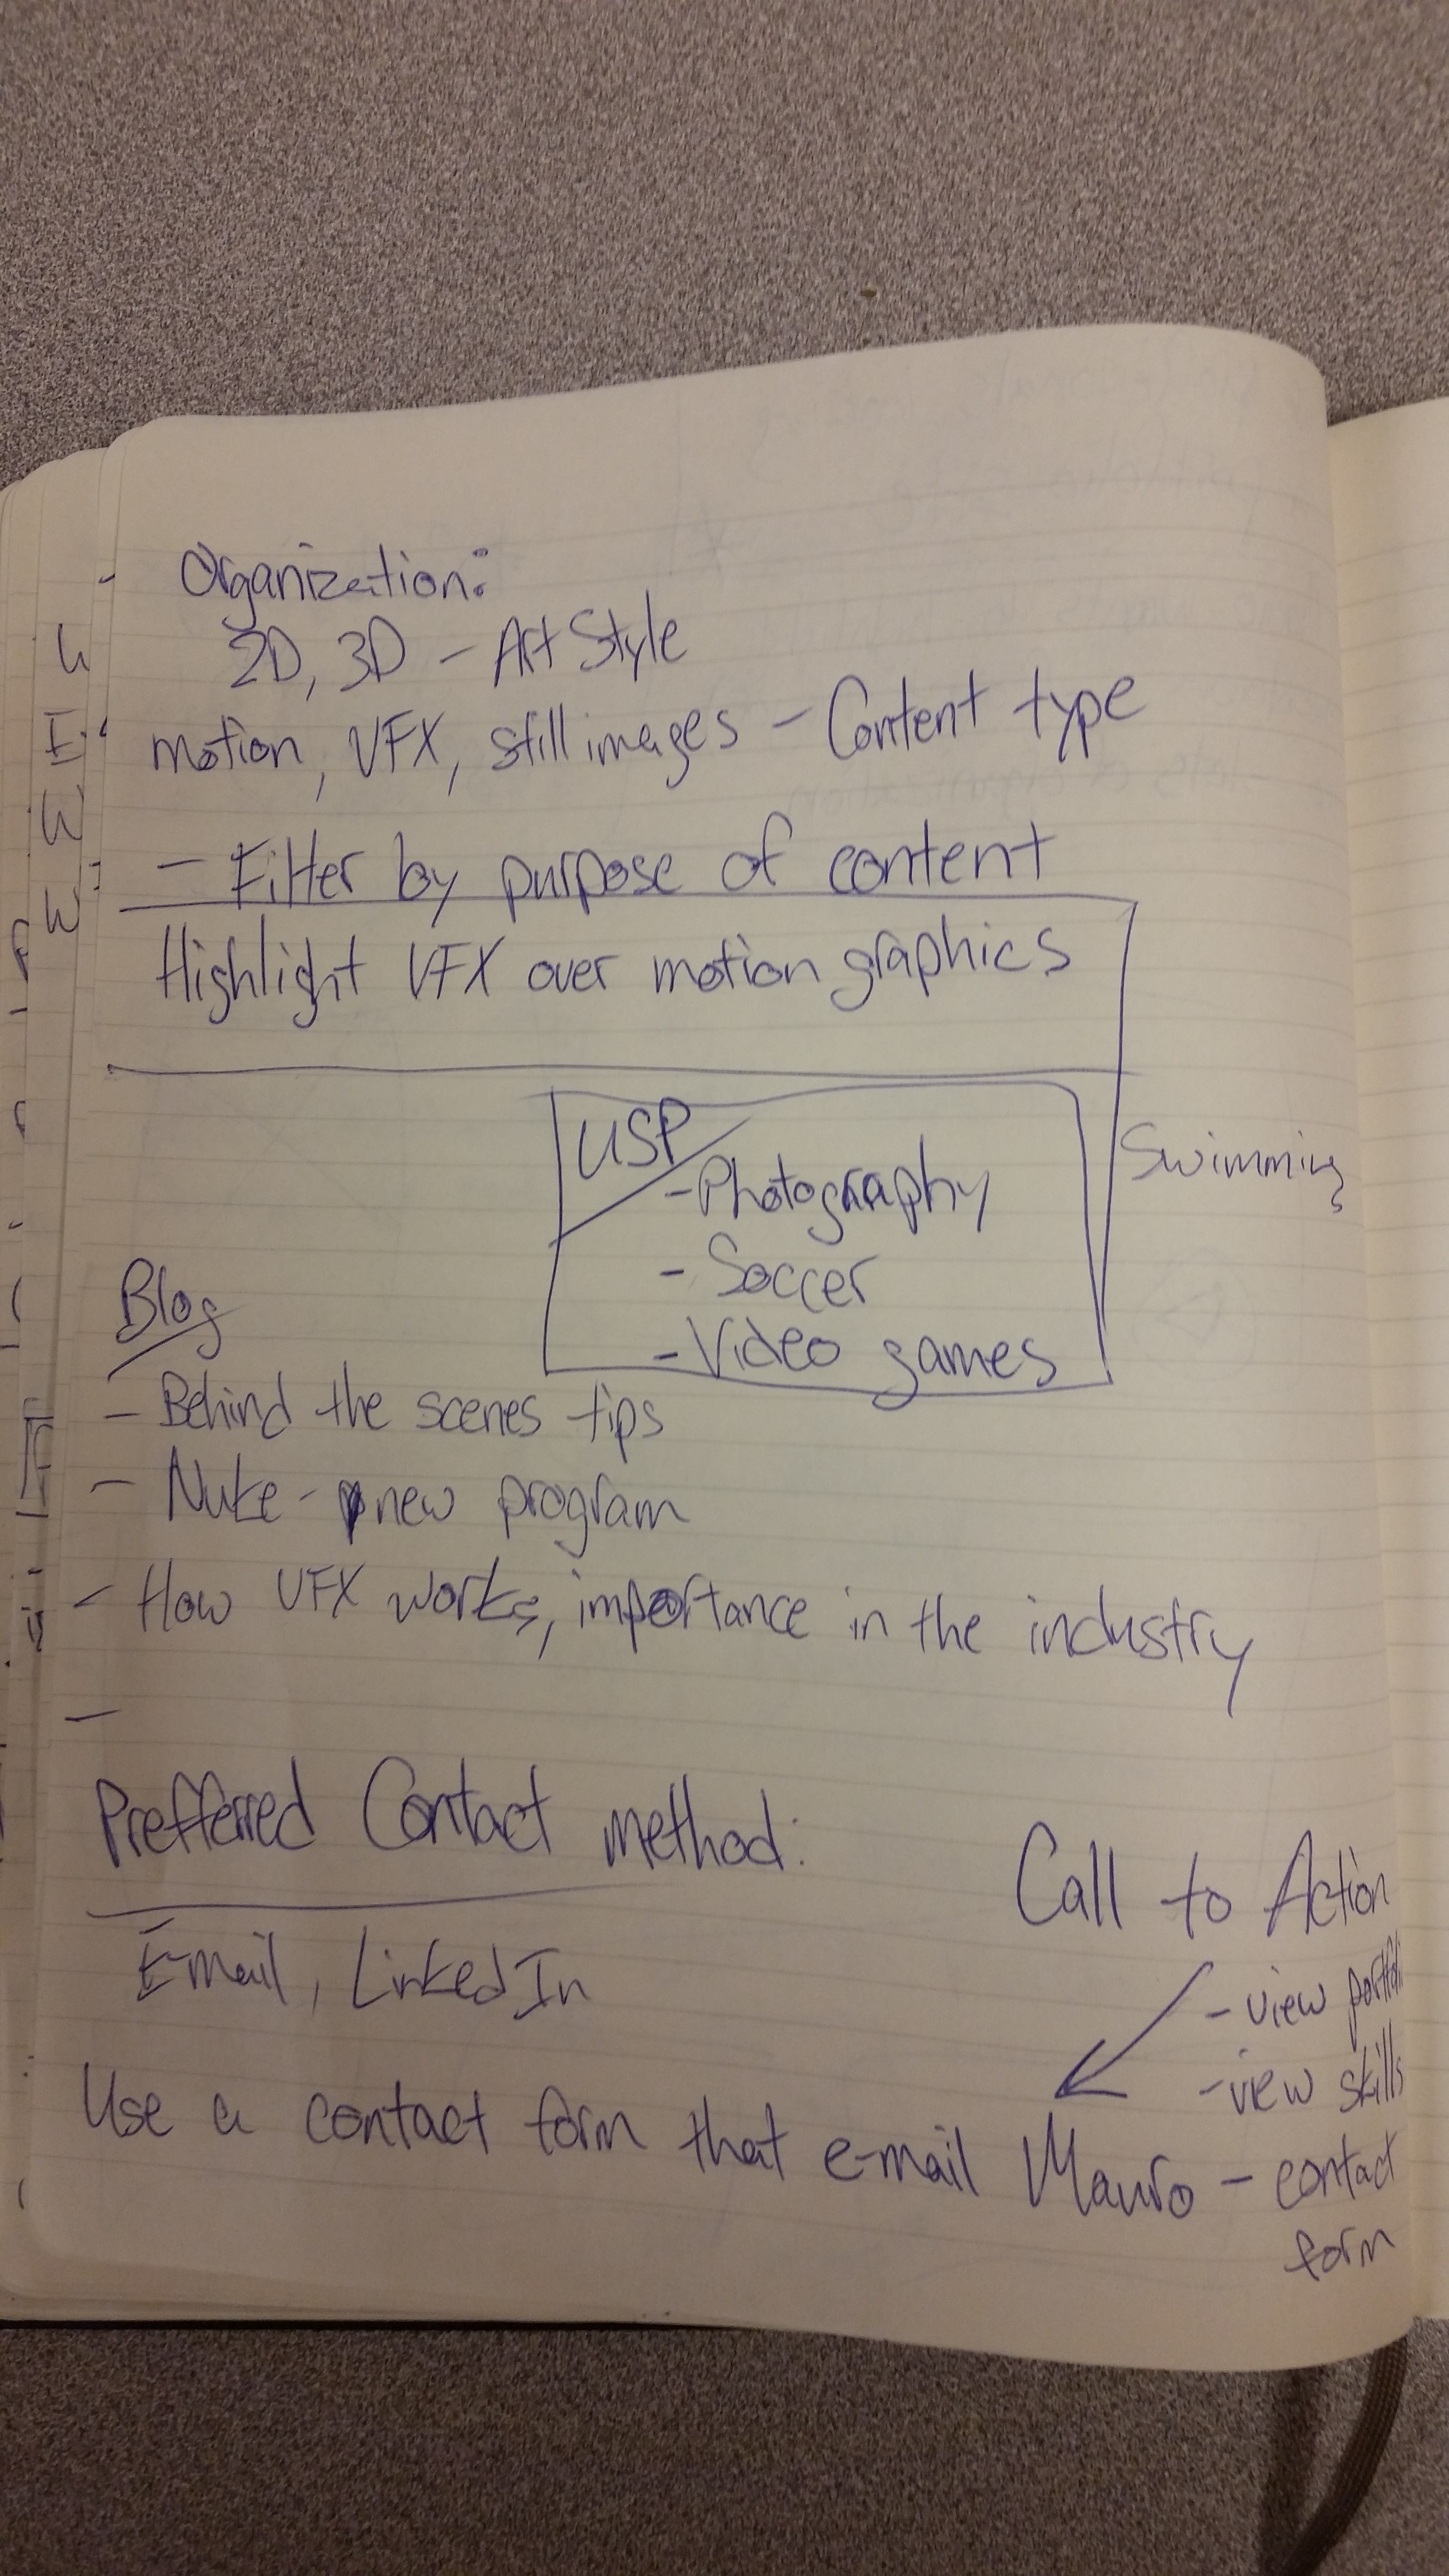 Organization:
2D, 3D - Art Style
motion, VFX, still images - Content type
- Filter by purpose of content
Highlight VFX over motion graphics
USP
- Photography
- Soccer
- Video games
Swimming
Blog
- Behind the scenes tips
- Nuke - new program
- How VFX works, importance in the industry
-
Prefferred Contact method:
E-mail, LinkedIn
Call to Action
- view portfoli
- view skills
- contact
form
Use a contact form that e-mail Mauro